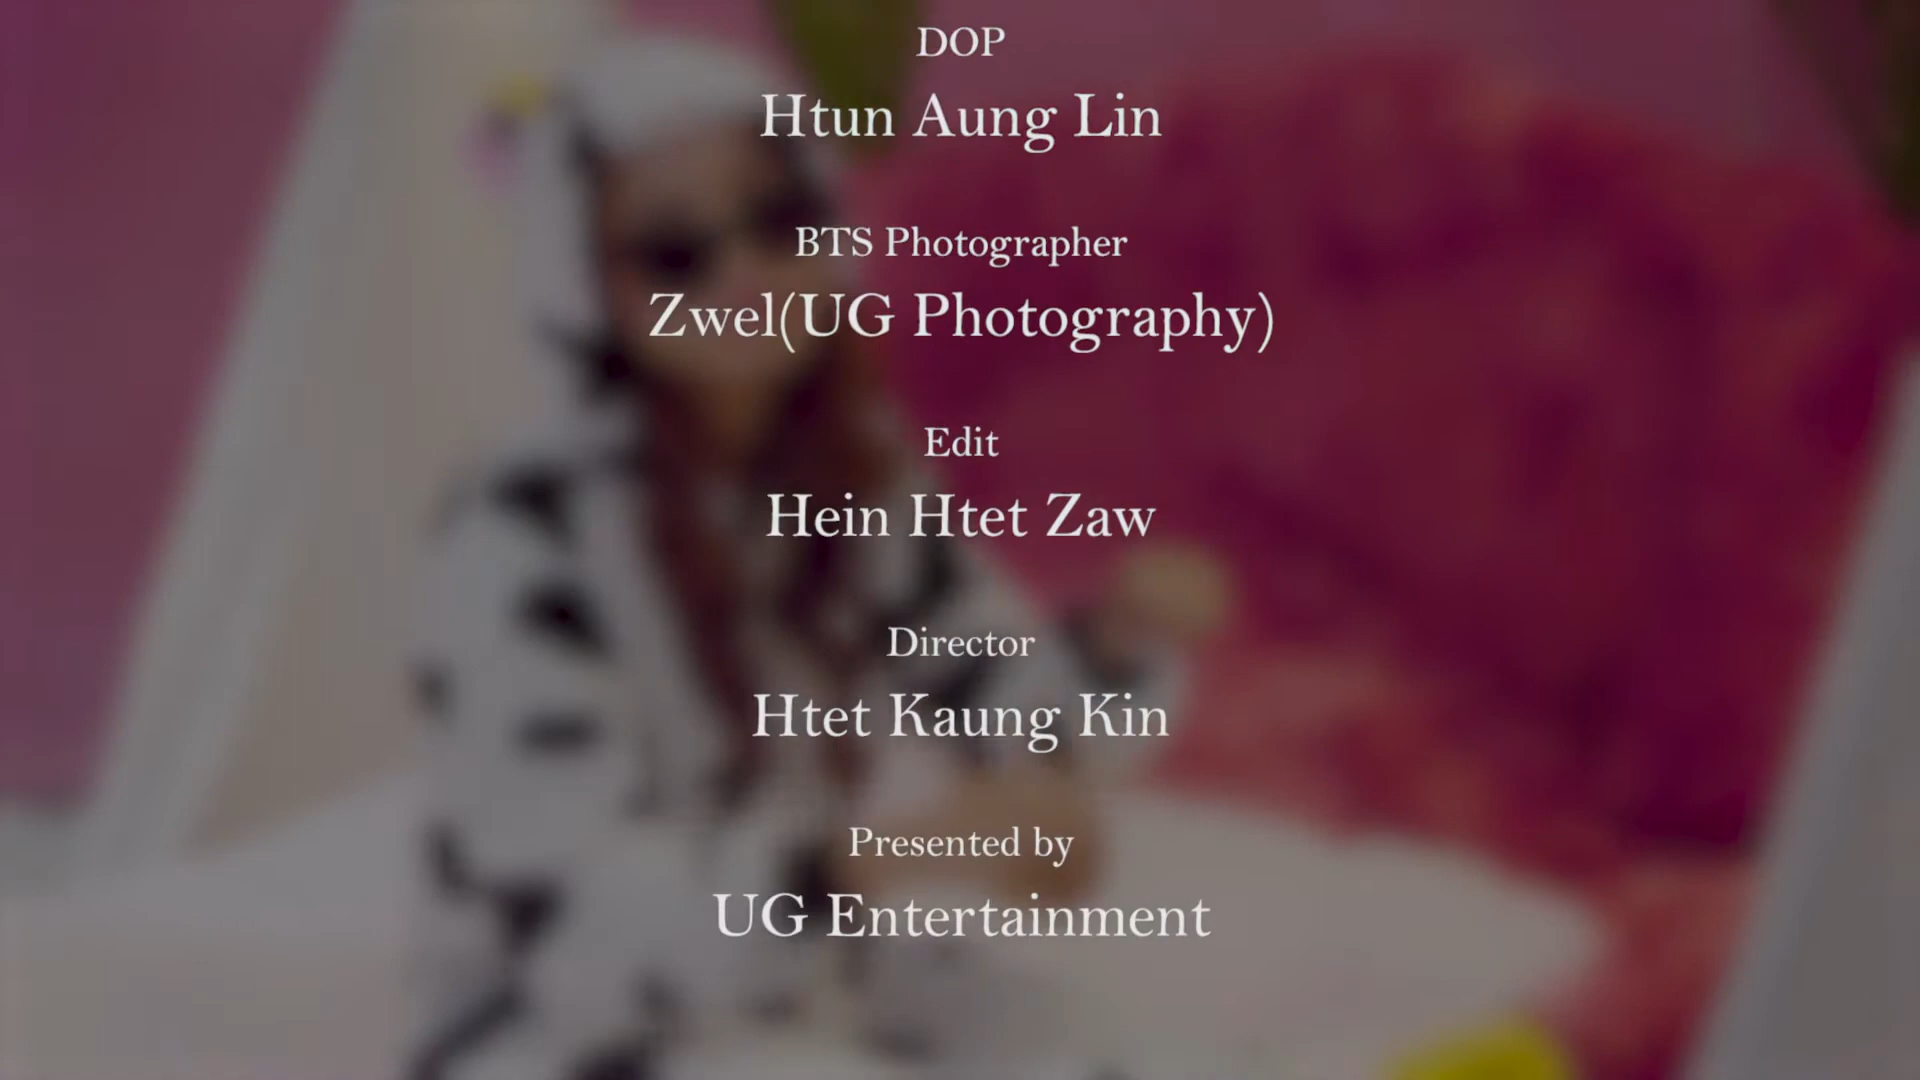 DOP
Htun Aung Lin
BTS Photographer
Zwel(UG Photography)
Edit
Hein Htet Zaw
Director
Htet Kaung Kin
Presented by
UG Entertainment